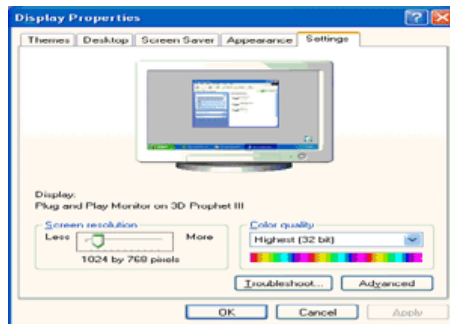 Display Properties
Themes Desktop Screen Saver Appearance Settings
Display:
Plug and Play Monitor on 3D Prophet III
Screen resolution
Less More
1024 by 768 pixels
Color quality
Highest (32 bit)
Troubleshoot... Advanced
OK Cancel Apply